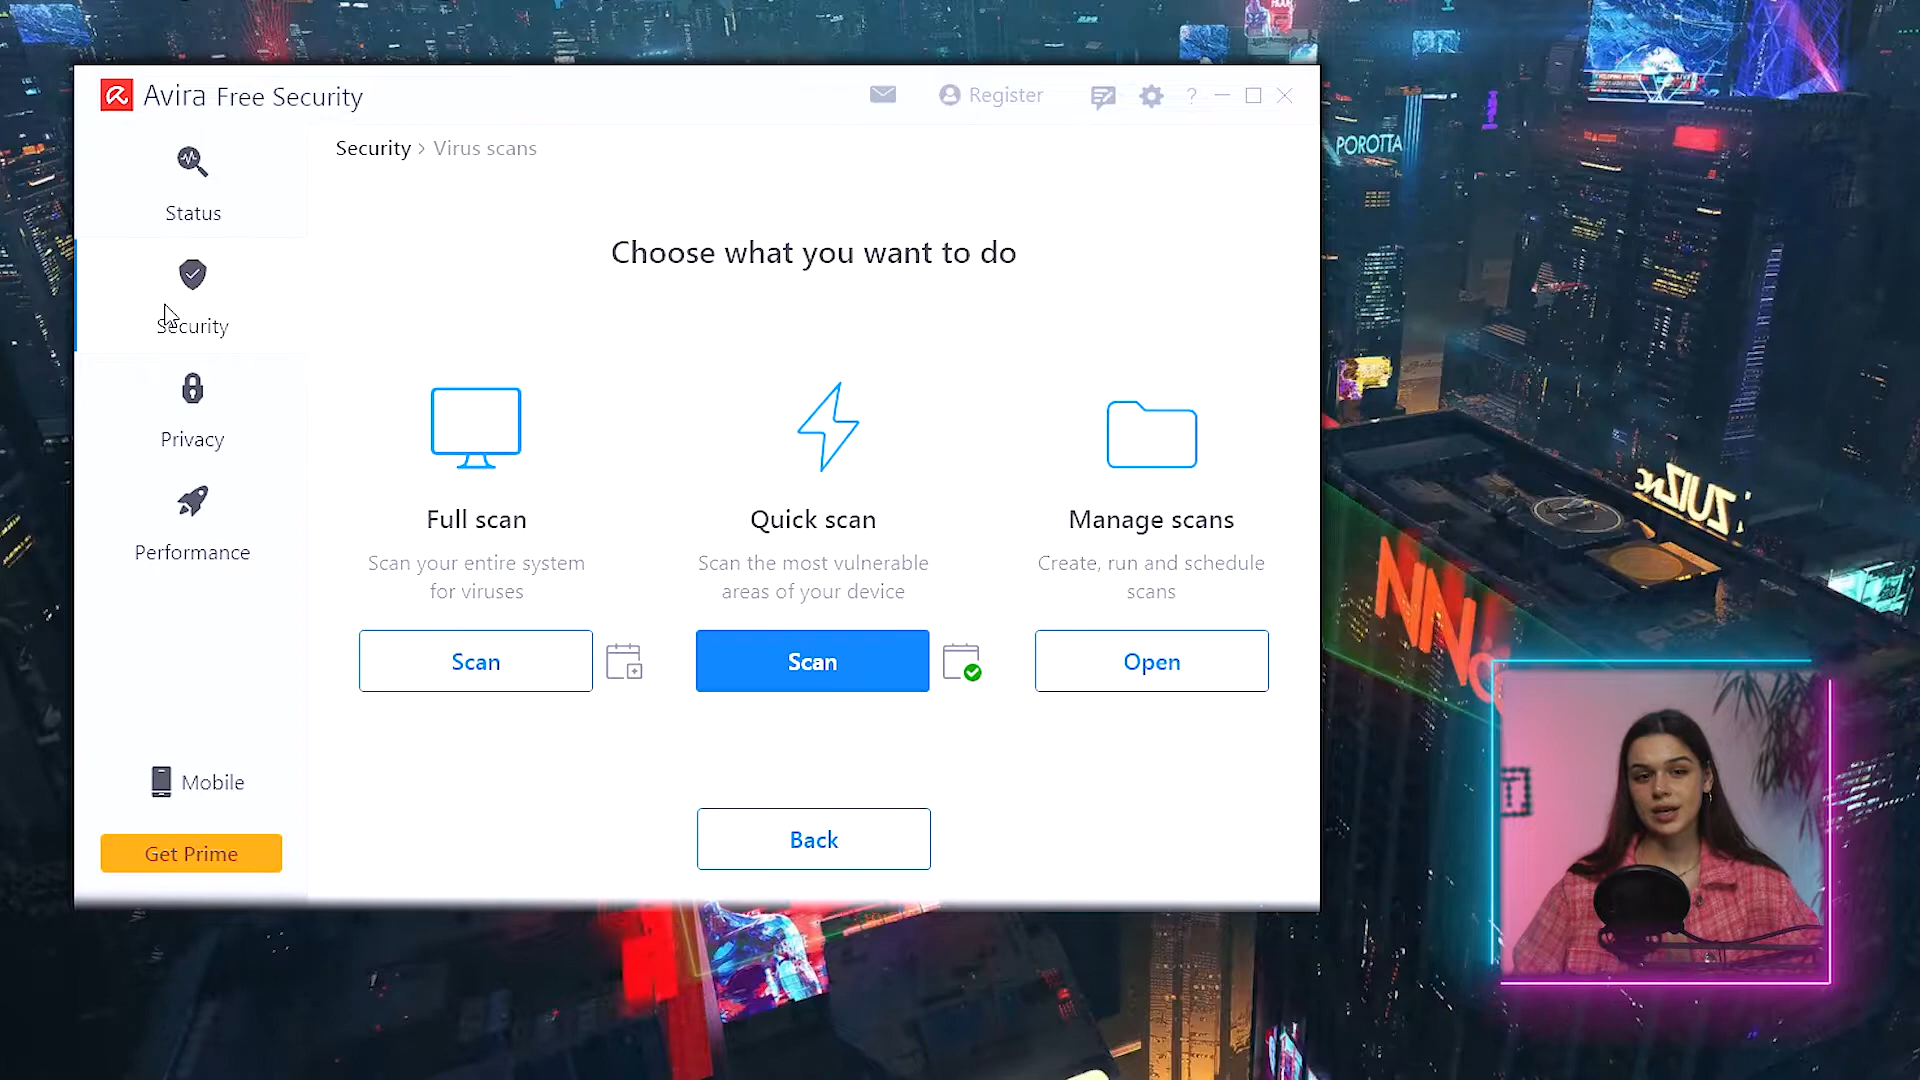 Avira Free Security
Register
?
Security > Virus scans
Status
Security
Privacy
Performance
Mobile
Get Prime
Choose what you want to do
Full scan
Scan your entire system
for viruses
Scan
Quick scan
Scan the most vulnerable
areas of your device
Scan
Manage scans
Create, run and schedule
scans
Open
Back
POROTTA